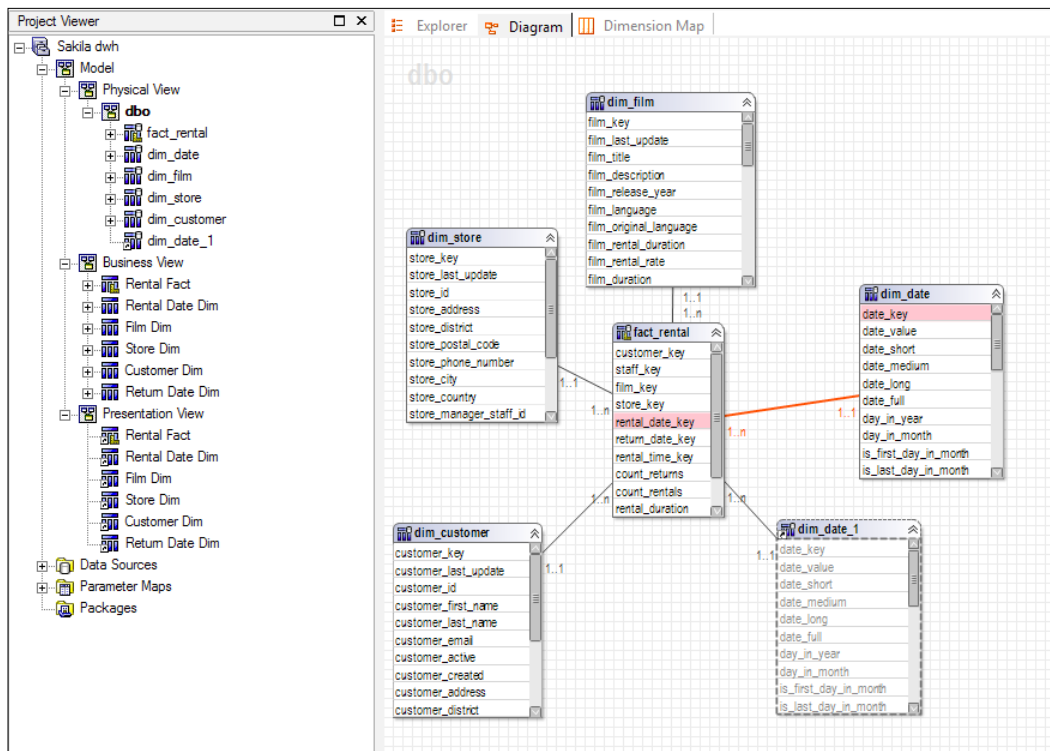 Project Viewer
Sakila dwh
Model
Physical View
dbo
fact_rental
dim_date
dim_film
dim_store
dim_customer
dim_date_1
Business View
Rental Fact
Rental Date Dim
Film Dim
Store Dim
Customer Dim
Return Date Dim
Presentation View
Rental Fact
Rental Date Dim
Film Dim
Store Dim
Customer Dim
Return Date Dim
Data Sources
Parameter Maps
Packages
Explorer Diagram Dimension Map
dbo
dim_film
film_key
film_last_update
film_title
film_description
film_release_year
film_language
film_original_language
film_rental_duration
film_rental_rate
film_duration
1..1
1..n
dim_store
store_key
store_last_update
store_id
store_address
store_district
store_postal_code
store_phone_number
store_city
store_country
store_manager_staff_id
1..1
1..n
fact_rental
customer_key
staff_key
film_key
store_key
rental_date_key
return_date_key
rental_time_key
count_returns
count_rentals
rental_duration
dim_date
date_key
date_value
date_short
date_medium
date_long
date_full
day_in_year
day_in_month
is_first_day_in_month
is_last_day_in_month
1..1
1..n
dim_customer
customer_key
customer_last_update
customer_id
customer_first_name
customer_last_name
customer_email
customer_active
customer_created
customer_address
customer_district
1..n
1..1
dim_date_1
date_key
date_value
date_short
date_medium
date_long
date_full
day_in_year
day_in_month
is_first_day_in_month
is_last_day_in_month
1..n
1..1